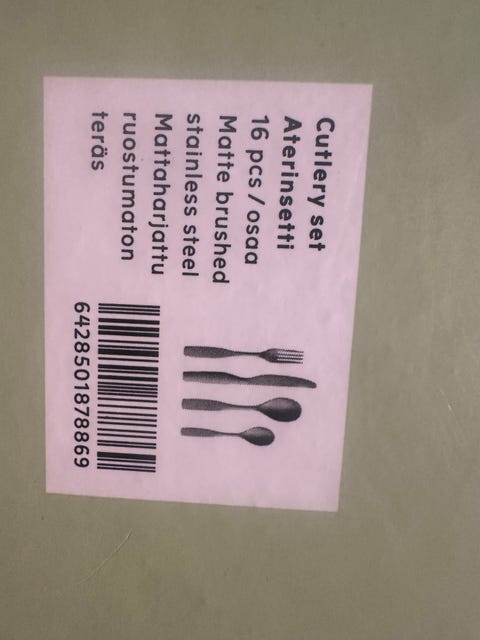 Cutlery set
Aterinsetti
16 pcs / osaa
Matte brushed
stainless steel
Mattaharjattu
ruostumaton
teräs
6428501878869